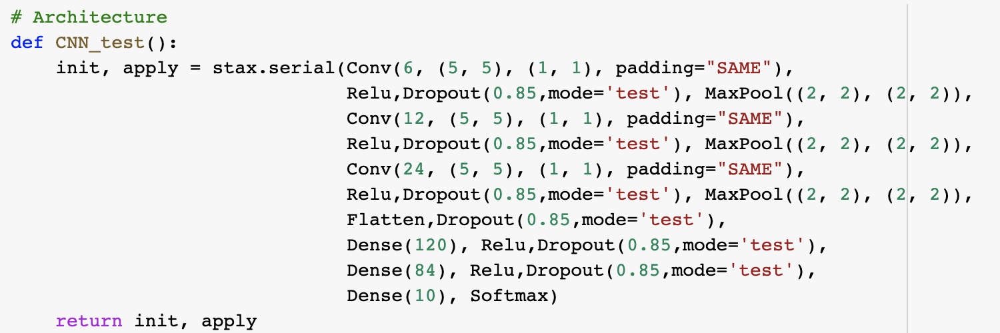 # Architecture
def CNN_test():
    init, apply = stax.serial(Conv(6, (5, 5), (1, 1), padding="SAME"),
                              Relu,Dropout(0.85,mode='test'), MaxPool((2, 2), (2, 2)),
                              Conv(12, (5, 5), (1, 1), padding="SAME"),
                              Relu,Dropout(0.85,mode='test'), MaxPool((2, 2), (2, 2)),
                              Conv(24, (5, 5), (1, 1), padding="SAME"),
                              Relu,Dropout(0.85,mode='test'), MaxPool((2, 2), (2, 2)),
                              Flatten,Dropout(0.85,mode='test'),
                              Dense(120), Relu,Dropout(0.85,mode='test'),
                              Dense(84), Relu,Dropout(0.85,mode='test'),
                              Dense(10), Softmax)
    return init, apply